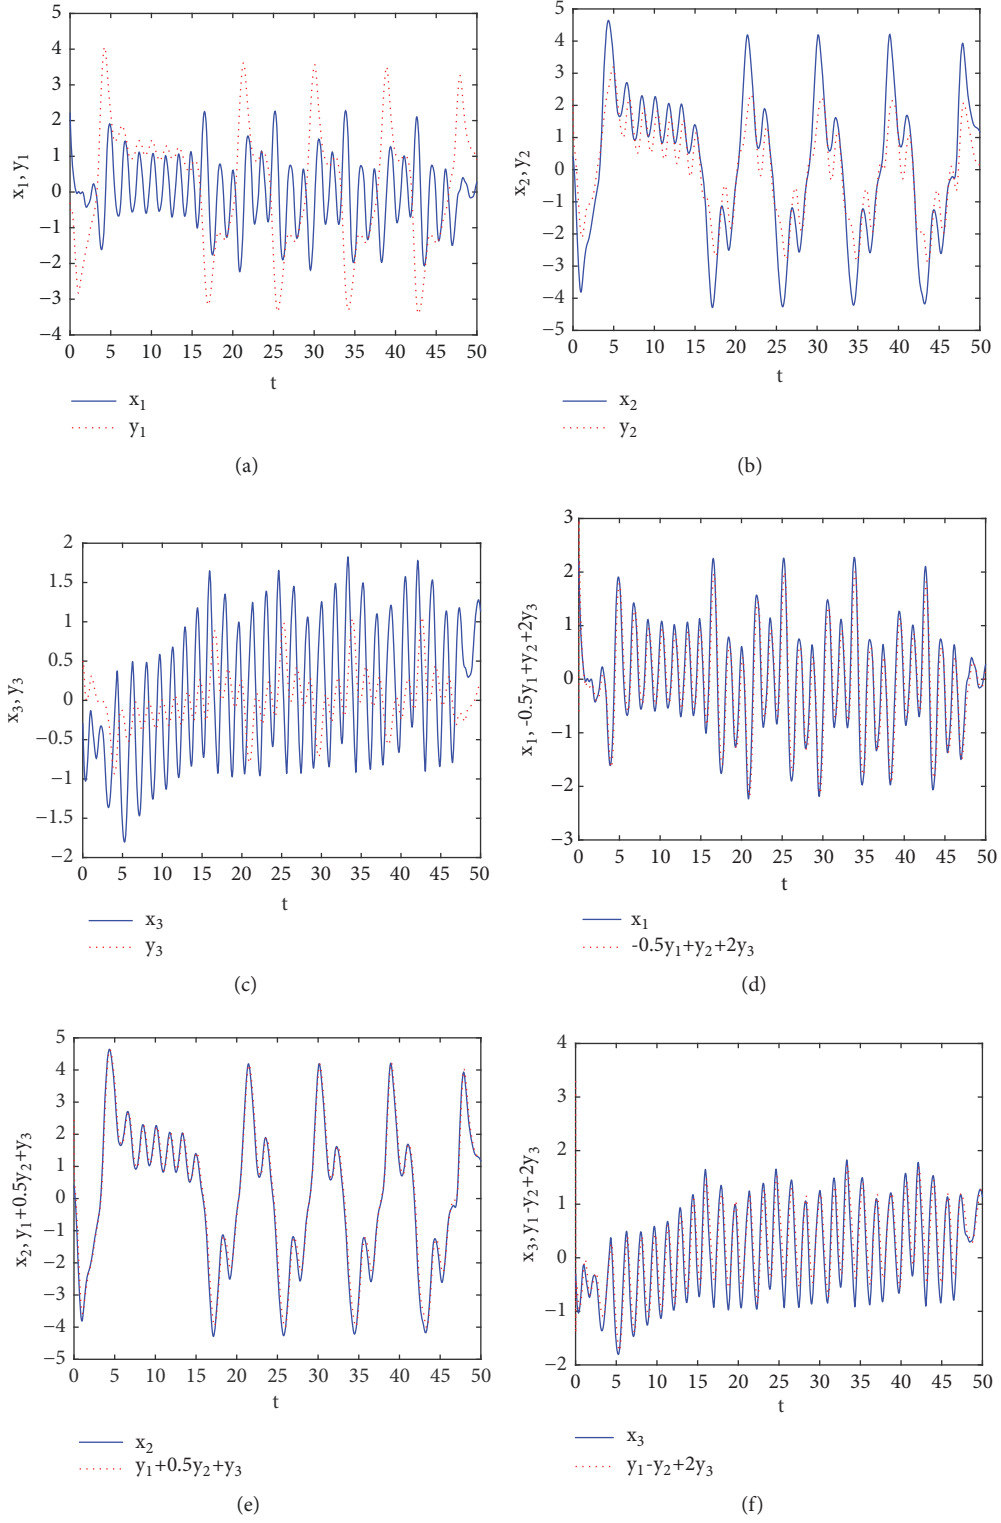 x1, y1
5
4
3
2
1
0
−1
−2
−3
−4
0 5 10 15 20 25 30 35 40 45 50
t
x1
y1
(a)
x2, y2
5
4
3
2
1
0
−1
−2
−3
−4
−5
0 5 10 15 20 25 30 35 40 45 50
t
x2
y2
(b)
x3, y3
2
1.5
1
0.5
0
−0.5
−1
−1.5
−2
0 5 10 15 20 25 30 35 40 45 50
t
x3
y3
(c)
x1, -0.5y1+y2+2y3
3
2
1
0
−1
−2
−3
0 5 10 15 20 25 30 35 40 45 50
t
x1
-0.5y1+y2+2y3
(d)
x2, y1+0.5y2+y3
5
4
3
2
1
0
−1
−2
−3
−4
−5
0 5 10 15 20 25 30 35 40 45 50
t
x2
y1+0.5y2+y3
(e)
x3, y1-y2+2y3
4
3
2
1
0
−1
−2
0 5 10 15 20 25 30 35 40 45 50
t
x3
y1-y2+2y3
(f)